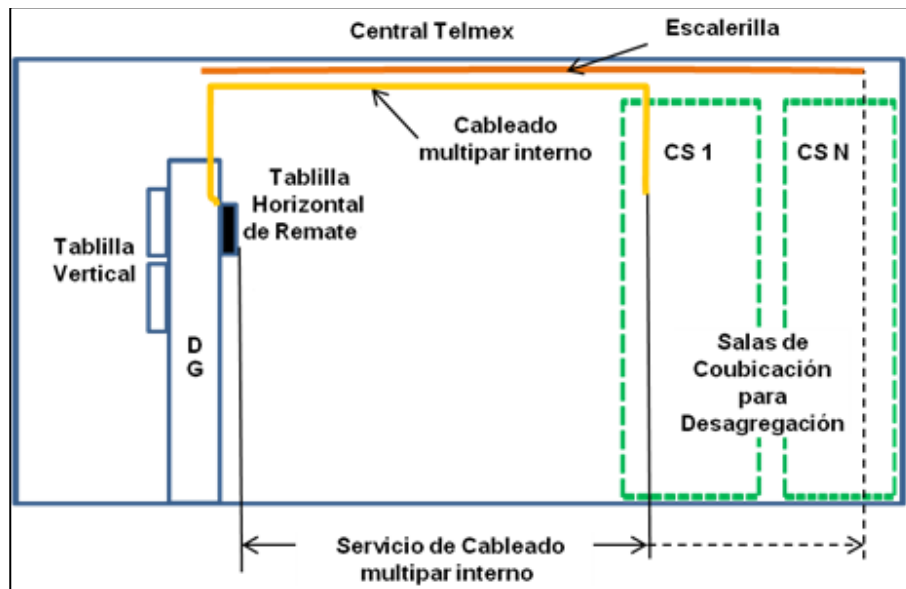 Central Telmex
Escalerilla
Cableado
multipar interno
CS 1
CS N
Tablilla
Horizontal
de Remate
Tablilla
Vertical
D
G
Salas de
Coubicación
para
Desagregación
Servicio de Cableado
multipar interno